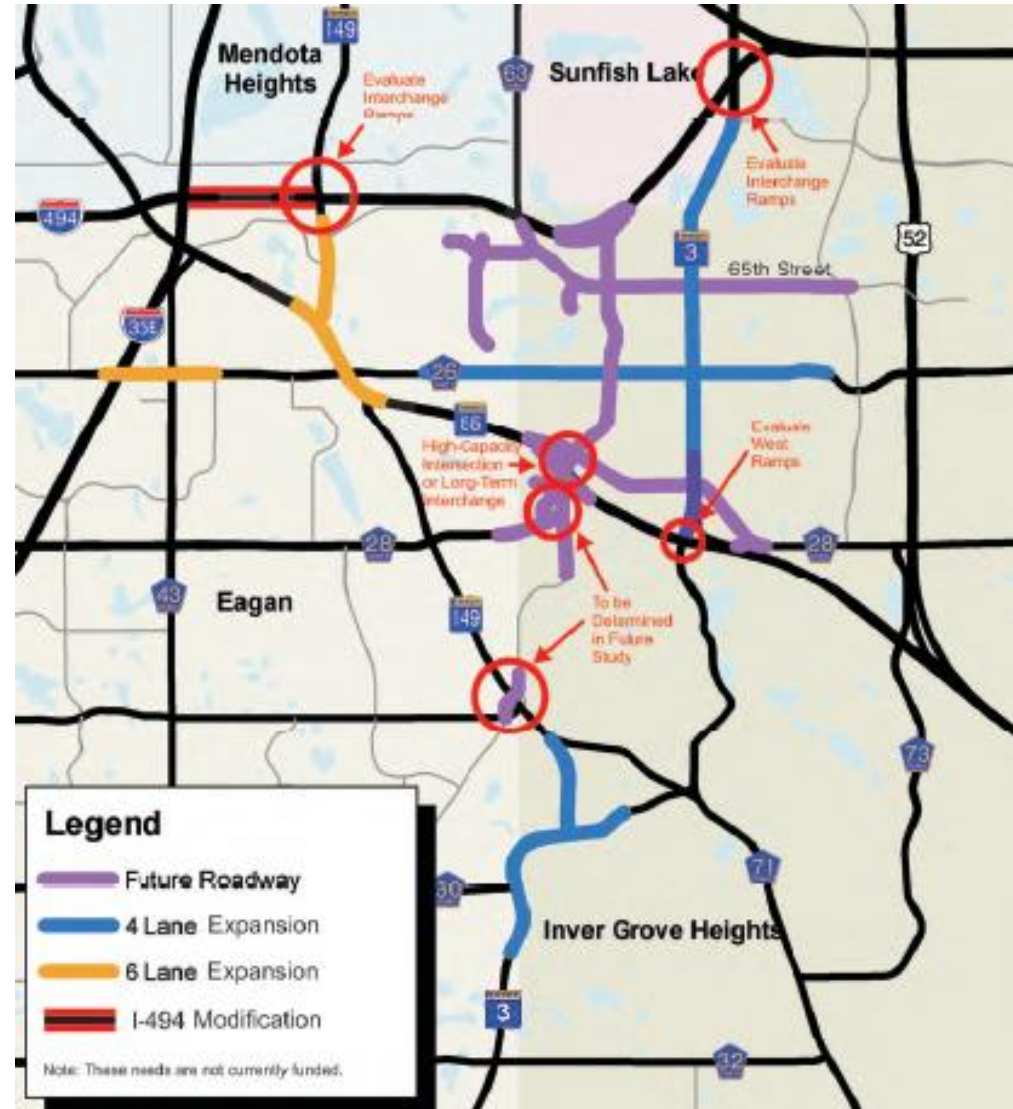 149
Mendota
Heights
Evaluate
Interchange
Ramps
63
Sunfish Lake
Evaluate
Interchange
Ramps
494
52
3
65th Street
35E
26
55
High-Capacity
Intersection
or Long-Term
Interchange
Evaluate
West
Ramps
28
28
43
Eagan
149
To be
Determined
in Future
Study
73
Legend
Future Roadway
4 Lane Expansion
6 Lane Expansion
I-494 Modification
Note: These needs are not currently funded.
30
71
Inver Grove Heights
3
32